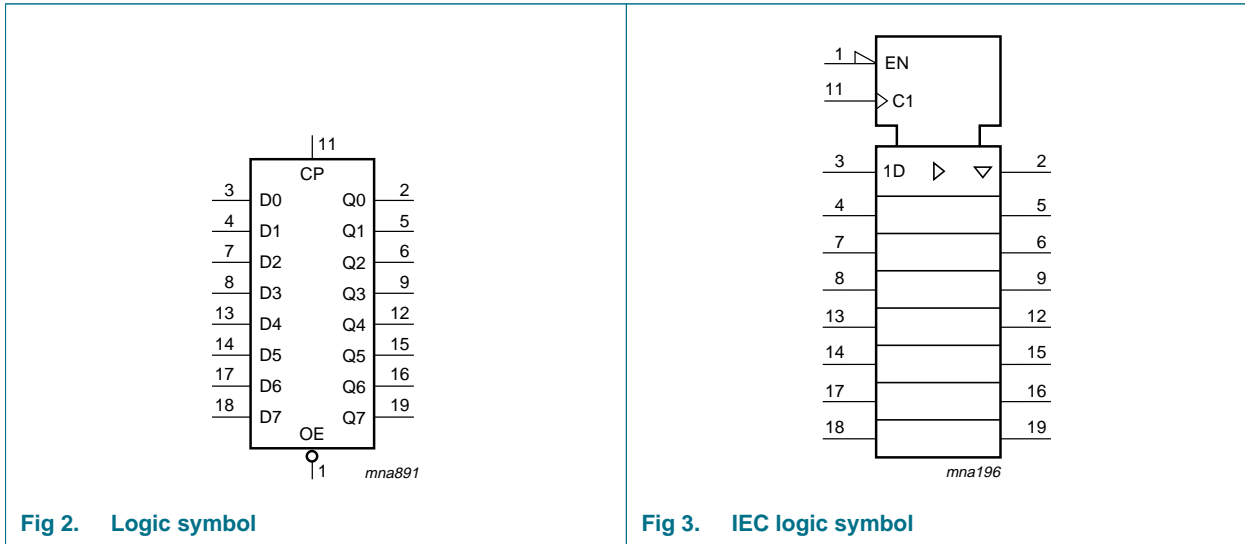 11
CP
3 D0 Q0 2
4 D1 Q1 5
7 D2 Q2 6
8 D3 Q3 9
13 D4 Q4 12
14 D5 Q5 15
17 D6 Q6 16
18 D7 Q7 19
OE
1 mna891
Fig 2. Logic symbol
1 EN
11 C1
3 1D 2
4 5
7 6
8 9
13 12
14 15
17 16
18 19
mna196
Fig 3. IEC logic symbol